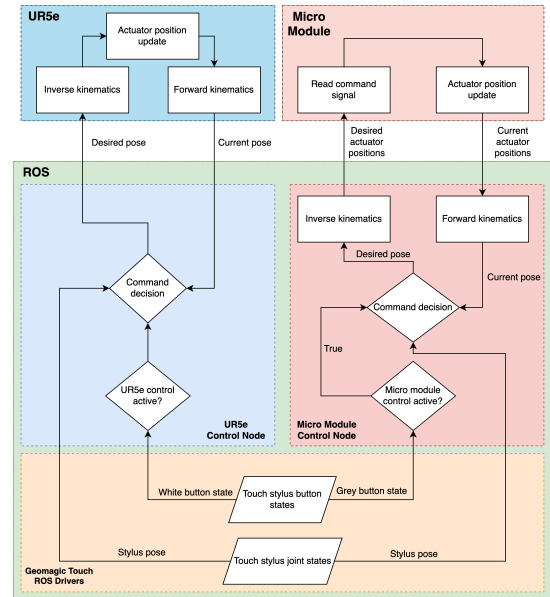 UR5e
Actuator position
update
Inverse kinematics
Forward kinematics
Micro
Module
Read command
signal
Actuator position
update
Desired pose
Current pose
Desired
actuator
positions
Current
actuator
positions
ROS
Command
decision
UR5e control
active?
UR5e
Control Node
Inverse kinematics
Forward kinematics
Desired pose
Current pose
Command decision
True
Micro module
control active?
Micro Module
Control Node
White button state
Touch stylus button
states
Grey button state
Stylus pose
Touch stylus joint states
Stylus pose
Geomagic Touch
ROS Drivers